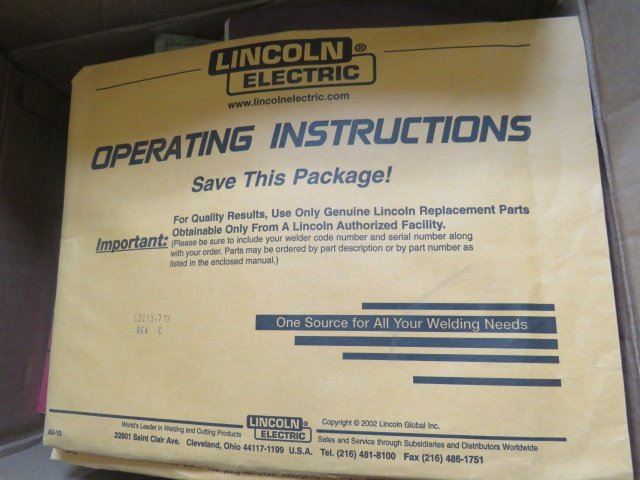 LINCOLN ®
ELECTRIC
www.lincolnelectric.com
OPERATING INSTRUCTIONS
Save This Package!
Important:
For Quality Results, Use Only Genuine Lincoln Replacement Parts
Obtainable Only From A Lincoln Authorized Facility.
(Please be sure to include your welder code number and serial number along
with your order. Parts may be ordered by part description or by part number as
listed in the enclosed manual.)
L2273-717
REV C
One Source for All Your Welding Needs
AV-10
World's Leader in Welding and Cutting Products
22801 Saint Clair Ave. Cleveland, Ohio 44117-1199 U.S.A.
LINCOLN ®
ELECTRIC
Copyright © 2002 Lincoln Global Inc.
Sales and Service through Subsidiaries and Distributors Worldwide
Tel. (216) 481-8100 Fax (216) 486-1751